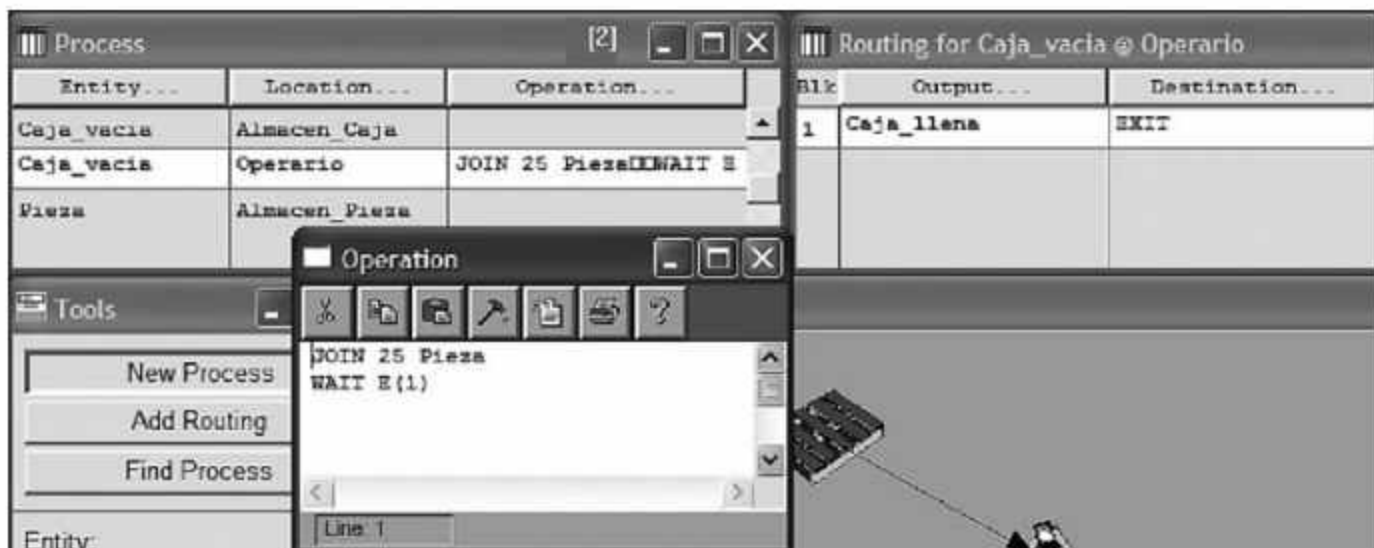 Process [2]
Entity... Location... Operation...
Caja_vacia Almacen_Caja
Caja_vacia Operario JOIN 25 Pieza□□WAIT E
Pieza Almacen_Pieza
Routing for Caja_vacia @ Operario
Blk Output... Destination...
1 Caja_llena EXIT
Operation
JOIN 25 Pieza
WAIT E(1)
Line: 1
Tools
New Process
Add Routing
Find Process
Entity: